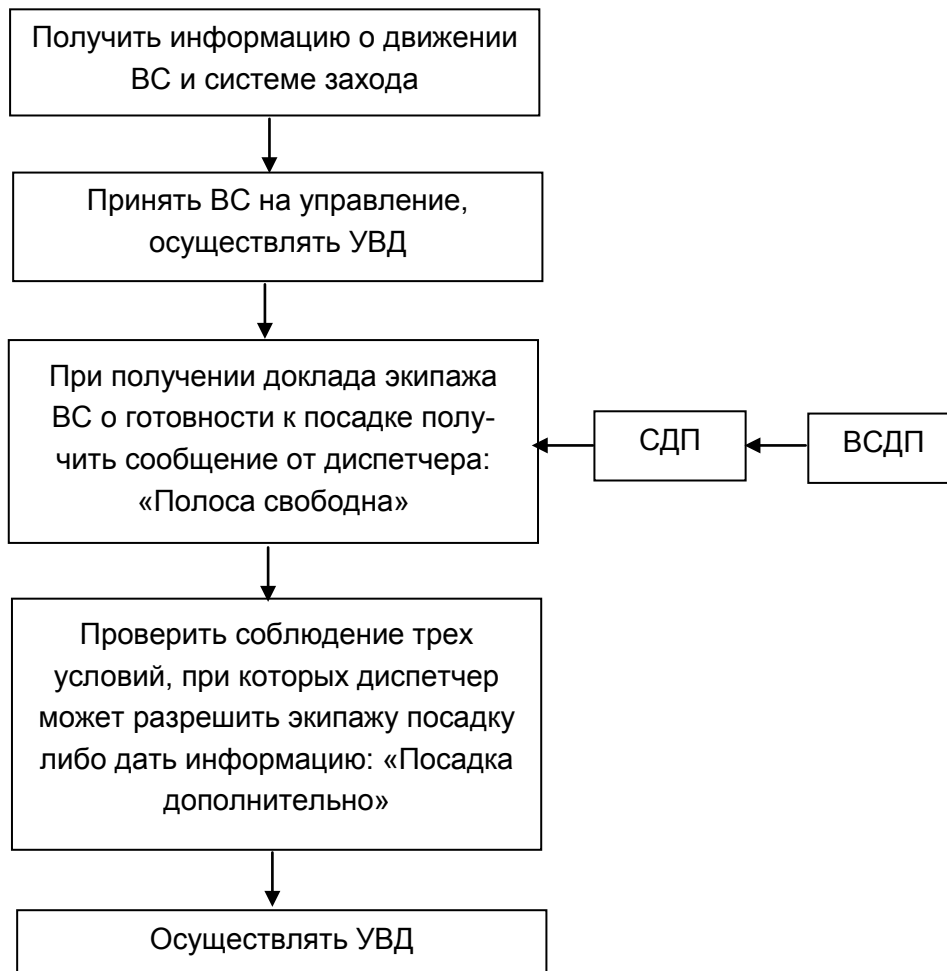 Получить информацию о движении
ВС и системе захода
Принять ВС на управление,
осуществлять УВД
При получении доклада экипажа
ВС о готовности к посадке полу-
чить сообщение от диспетчера:
«Полоса свободна»
СДП
ВСДП
Проверить соблюдение трех
условий, при которых диспетчер
может разрешить экипажу посадку
либо дать информацию: «Посадка
дополнительно»
Осуществлять УВД